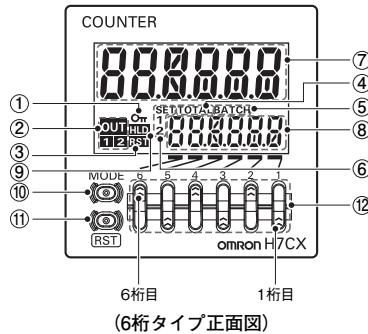 COUNTER
⑦
④
SET TOTAL BATCH
⑤
①
1
②
OUT
HLD
2
⑧
③
1 2
RST
⑨
⑥
MODE
6 5 4 3 2 1
⑩
⑪
⑫
RST
OMRON H7CX
6桁目
1桁目
(6桁タイプ正面図)